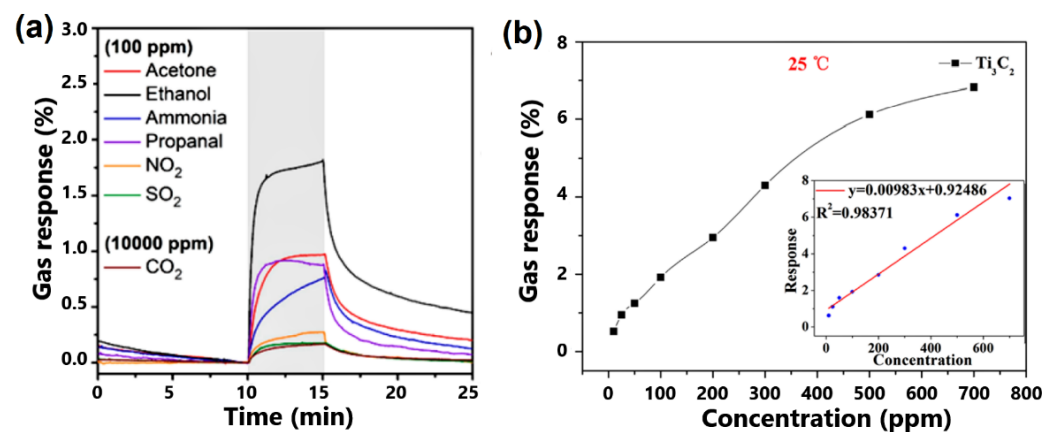 (a)
Gas response (%)
3.0
2.5
2.0
1.5
1.0
0.5
0.0
(100 ppm)
Acetone
Ethanol
Ammonia
Propanal
NO₂
SO₂
(10000 ppm)
CO₂
0 5 10 15 20 25
Time (min)
(b)
Gas response (%)
8
6
4
2
0
25 ℃
Ti₃C₂
0 100 200 300 400 500 600 700 800
Concentration (ppm)
Response
8
6
4
2
0
y=0.00983x+0.92486
R²=0.98371
0 200 400 600
Concentration